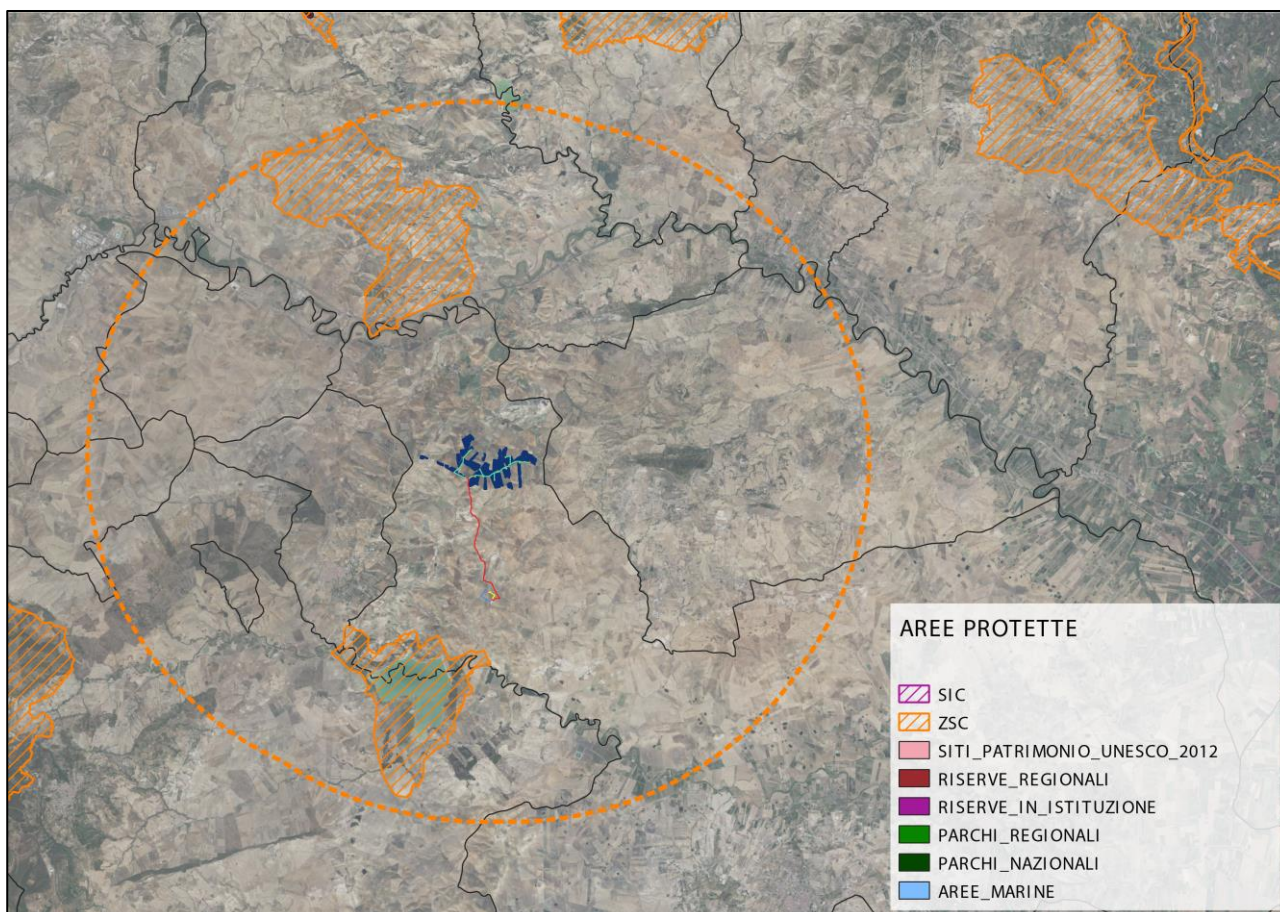 AREE PROTETTE
SIC
ZSC
SITI_PATRIMONIO_UNESCO_2012
RISERVE_REGIONALI
RISERVE_IN_ISTITUZIONE
PARCHI_REGIONALI
PARCHI_NAZIONALI
AREE_MARINE